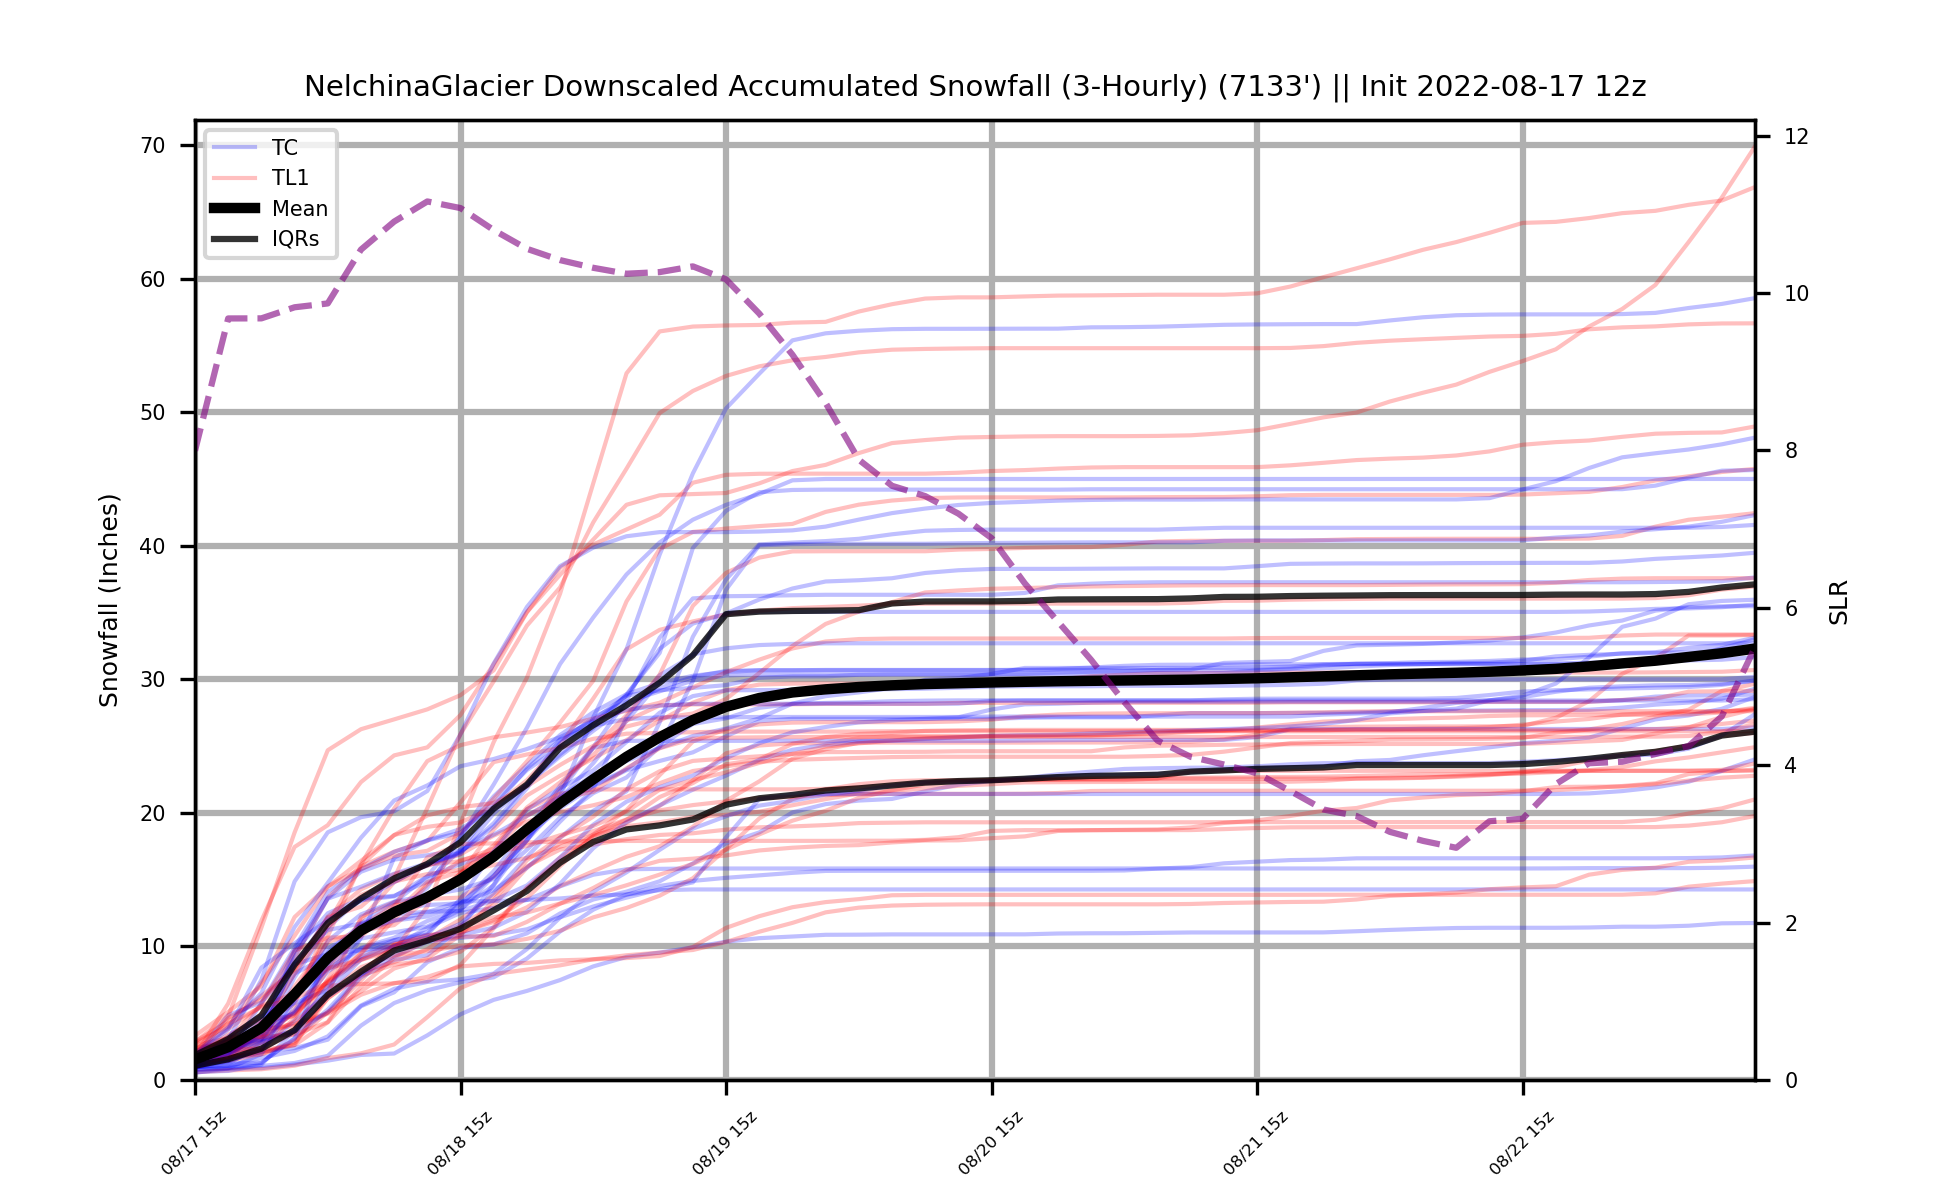 NelchinaGlacier Downscaled Accumulated Snowfall (3-Hourly) (7133') || Init 2022-08-17 12z
TC
TL1
Mean
IQRs
Snowfall (Inches)
70
60
50
40
30
20
10
0
12
10
8
6
4
2
0
SLR
08/17 15z
08/18 15z
08/19 15z
08/20 15z
08/21 15z
08/22 15z